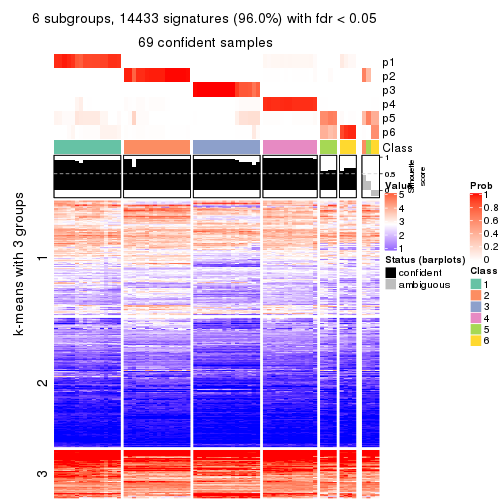 6 subgroups, 14433 signatures (96.0%) with fdr < 0.05
69 confident samples
p1
p2
p3
p4
p5
p6
Class
1
0.5
0
Silhouette
score
k-means with 3 groups
1
2
3
Value
5
4
3
2
1
Status (barplots)
confident
ambiguous
Prob
1
0.8
0.6
0.4
0.2
0
Class
1
2
3
4
5
6